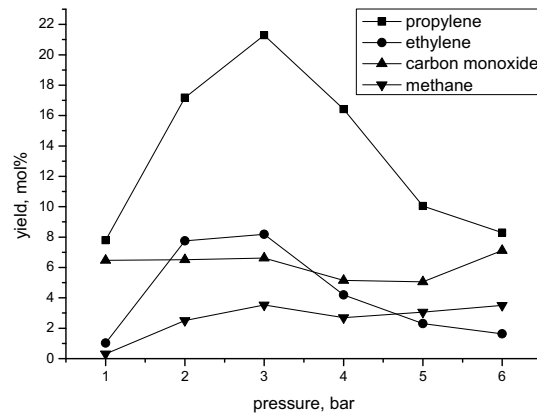 propylene
ethylene
carbon monoxide
methane
22
20
18
16
14
12
10
8
6
4
2
0
yield, mol%
1 2 3 4 5 6
pressure, bar